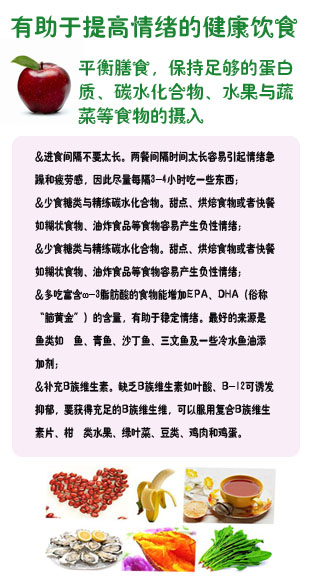 有助于提高情绪的健康饮食
平衡膳食，保持足够的蛋白
质、碳水化合物、水果与蔬
菜等食物的摄入
&进食间隔不要太长。两餐间隔时间太长容易引起情绪急
躁和疲劳感，因此尽量每隔3-4小时吃一些东西；
&少食糖类与精练碳水化合物。甜点、烘焙食物或者快餐
如糊状食物、油炸食品等食物容易产生负性情绪；
&少食糖类与精练碳水化合物。甜点、烘焙食物或者快餐
如糊状食物、油炸食品等食物容易产生负性情绪；
&多吃富含ω-3脂肪酸的食物能增加EPA、DHA（俗称
“脑黄金”）的含量，有助于稳定情绪。最好的来源是
鱼类如 鱼、青鱼、沙丁鱼、三文鱼及一些冷水鱼油添
加剂；
&补充B族维生素。缺乏B族维生素如叶酸、B-12可诱发
抑郁，要获得充足的B族维生维，可以服用复合B族维生
素片、柑 类水果、绿叶菜、豆类、鸡肉和鸡蛋。